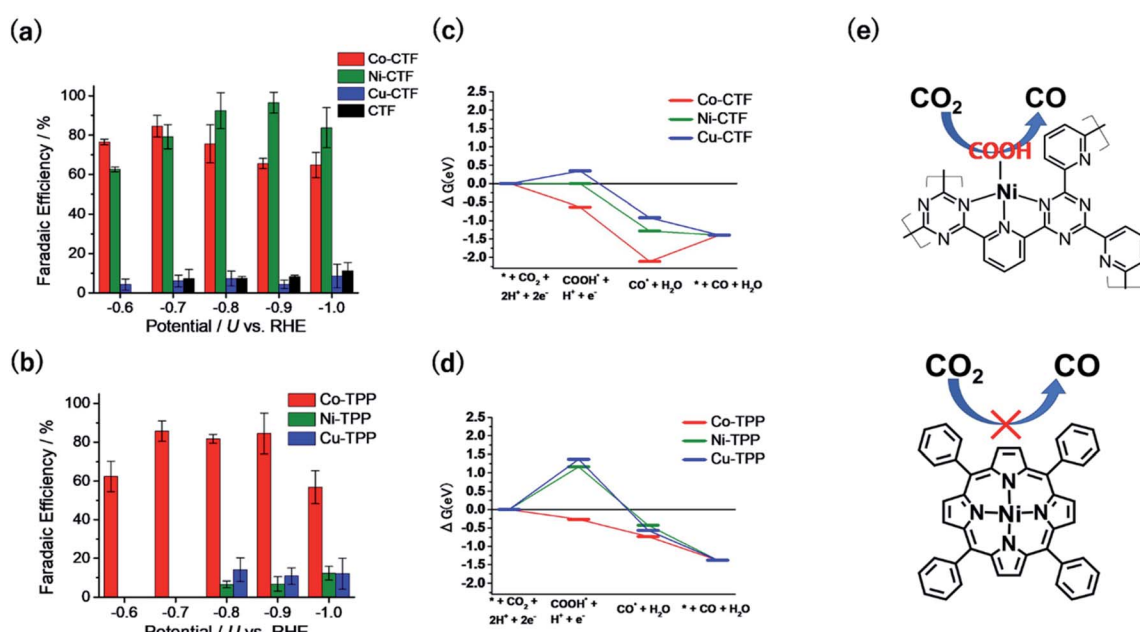 (a)
Co-CTF
Ni-CTF
Cu-CTF
CTF
Faradaic Efficiency / %
100
80
60
40
20
0
-0.6 -0.7 -0.8 -0.9 -1.0
Potential / U vs. RHE
(b)
Co-TPP
Ni-TPP
Cu-TPP
Faradaic Efficiency / %
100
80
60
40
20
0
-0.6 -0.7 -0.8 -0.9 -1.0
Potential / U vs. RHE
(c)
Co-CTF
Ni-CTF
Cu-CTF
Δ G(eV)
2.5
2.0
1.5
1.0
0.5
0.0
-0.5
-1.0
-1.5
-2.0
* + CO₂ + COOH* + CO* + H₂O * + CO + H₂O
2H⁺ + 2e⁻ H⁺ + e⁻
(d)
Co-TPP
Ni-TPP
Cu-TPP
Δ G(eV)
2.5
2.0
1.5
1.0
0.5
0.0
-0.5
-1.0
-1.5
-2.0
* + CO₂ + COOH* + CO* + H₂O * + CO + H₂O
2H⁺ + 2e⁻ H⁺ + e⁻
(e)
CO₂ CO
COOH
Ni
N
N
N
N
N
N
N
N
N
CO₂ CO
N
N Ni N
N